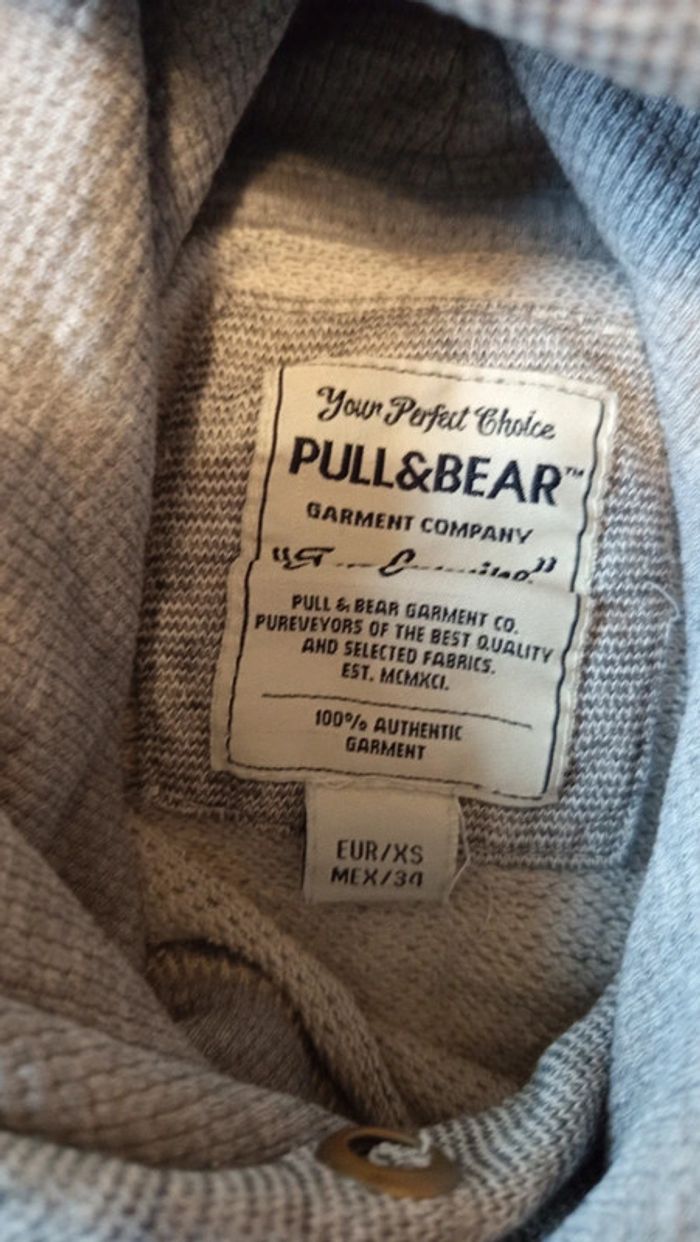 Your Perfect Choice
PULL&BEAR™
GARMENT COMPANY
PULL & BEAR GARMENT CO.
PUREVEYORS OF THE BEST QUALITY
AND SELECTED FABRICS.
EST. MCMXCI.
100% AUTHENTIC
GARMENT
EUR/XS
MEX/34